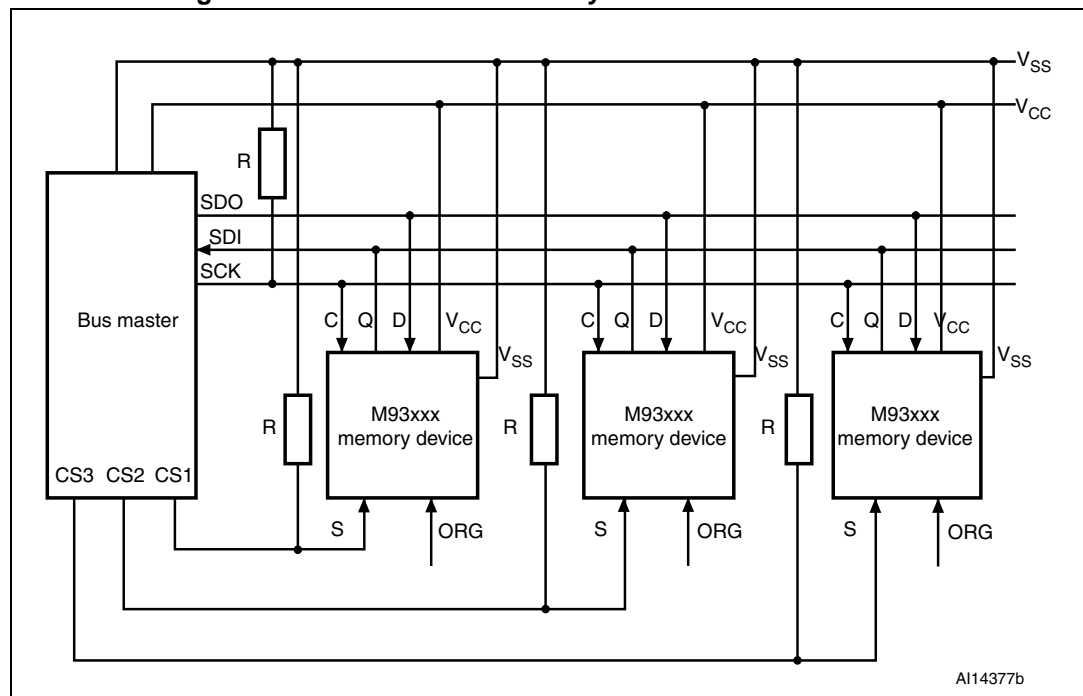 VSS
VCC
R
SDO
SDI
SCK
Bus master
C Q D VCC VSS
C Q D VCC VSS
C Q D VCC VSS
R
M93xxx
memory device
R
M93xxx
memory device
R
M93xxx
memory device
CS3 CS2 CS1
S ORG
S ORG
S ORG
AI14377b